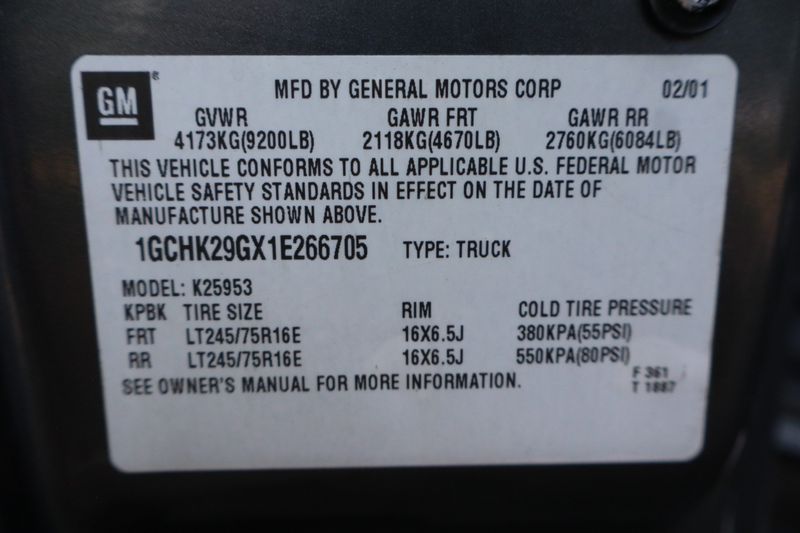 GM® MFD BY GENERAL MOTORS CORP 02/01
GVWR GAWR FRT GAWR RR
4173KG(9200LB) 2118KG(4670LB) 2760KG(6084LB)
THIS VEHICLE CONFORMS TO ALL APPLICABLE U.S. FEDERAL MOTOR
VEHICLE SAFETY STANDARDS IN EFFECT ON THE DATE OF
MANUFACTURE SHOWN ABOVE.
1GCHK29GX1E266705 TYPE: TRUCK
MODEL: K25953
KPBK TIRE SIZE RIM COLD TIRE PRESSURE
FRT LT245/75R16E 16X6.5J 380KPA(55PSI)
RR LT245/75R16E 16X6.5J 550KPA(80PSI)
SEE OWNER'S MANUAL FOR MORE INFORMATION.
F 361
T 1887